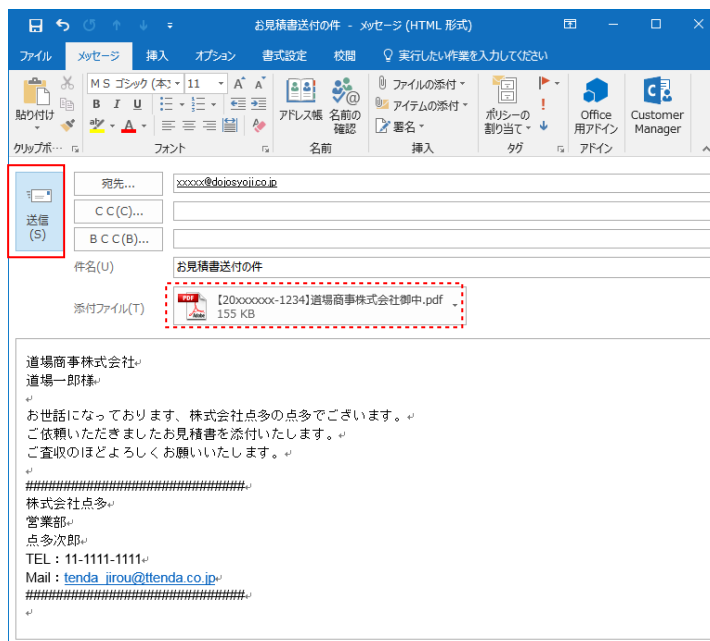 お見積書送付の件 - メッセージ (HTML 形式)
ファイル メッセージ 挿入 オプション 書式設定 校閲 実行したい作業を入力してください
MS ゴシック (本文 11 A A
B I U
ab A
貼り付け
クリップボ… フォント
アドレス帳 名前の確認
名前
ファイルの添付
アイテムの添付
署名
挿入
ポリシーの割り当て
タグ
Office 用アドイン
Customer Manager
アドイン
送信
(S)
宛先... xxxxx@dojosyoji.co.jp
CC(C)...
BCC(B)...
件名(U) お見積書送付の件
添付ファイル(T) 【20xxxxxx-1234】道場商事株式会社御中.pdf
155 KB
道場商事株式会社
道場一郎様
お世話になっております、株式会社点多の点多でございます。
ご依頼いただきましたお見積書を添付いたします。
ご査収のほどよろしくお願いいたします。
####################################
株式会社点多
営業部
点多次郎
TEL：11-1111-1111
Mail：tenda_jirou@ttenda.co.jp
####################################